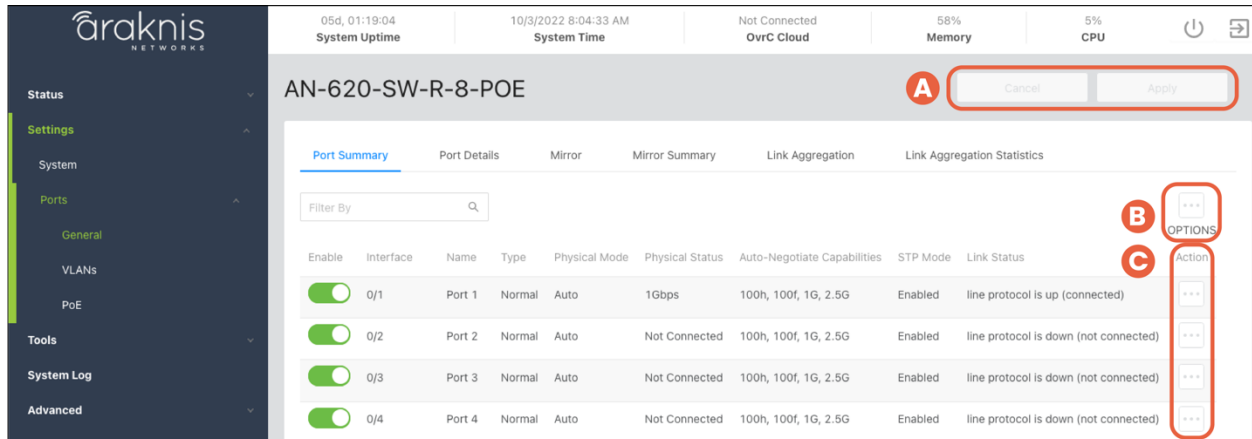 araknis
NETWORKS
05d, 01:19:04
System Uptime
10/3/2022 8:04:33 AM
System Time
Not Connected
OvrC Cloud
58%
Memory
5%
CPU
Status
Settings
System
Ports
General
VLANs
PoE
Tools
System Log
Advanced
AN-620-SW-R-8-POE
A
Cancel
Apply
Port Summary Port Details Mirror Mirror Summary Link Aggregation Link Aggregation Statistics
Filter By
B
OPTIONS
C
Enable Interface Name Type Physical Mode Physical Status Auto-Negotiate Capabilities STP Mode Link Status Action
0/1 Port 1 Normal Auto 1Gbps 100h, 100f, 1G, 2.5G Enabled line protocol is up (connected)
0/2 Port 2 Normal Auto Not Connected 100h, 100f, 1G, 2.5G Enabled line protocol is down (not connected)
0/3 Port 3 Normal Auto Not Connected 100h, 100f, 1G, 2.5G Enabled line protocol is down (not connected)
0/4 Port 4 Normal Auto Not Connected 100h, 100f, 1G, 2.5G Enabled line protocol is down (not connected)